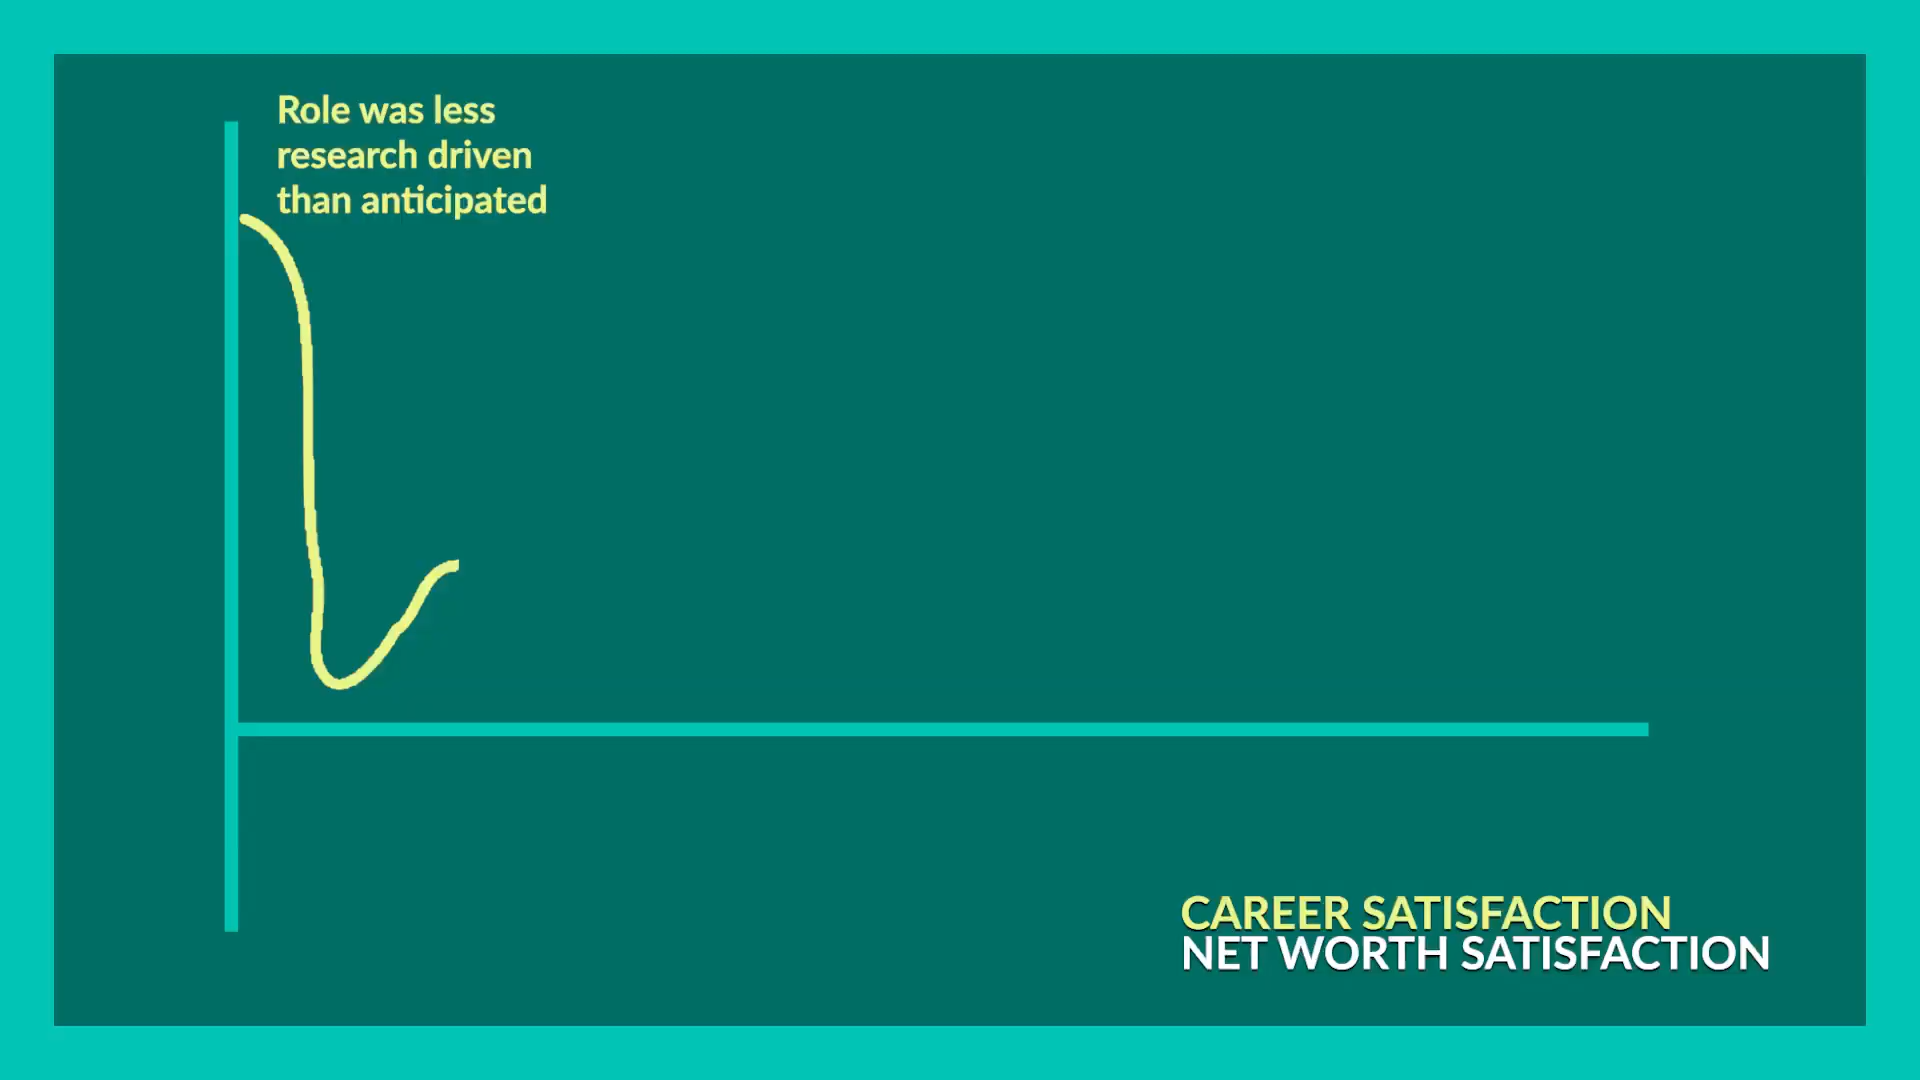 Role was less
research driven
than anticipated
CAREER SATISFACTION
NET WORTH SATISFACTION